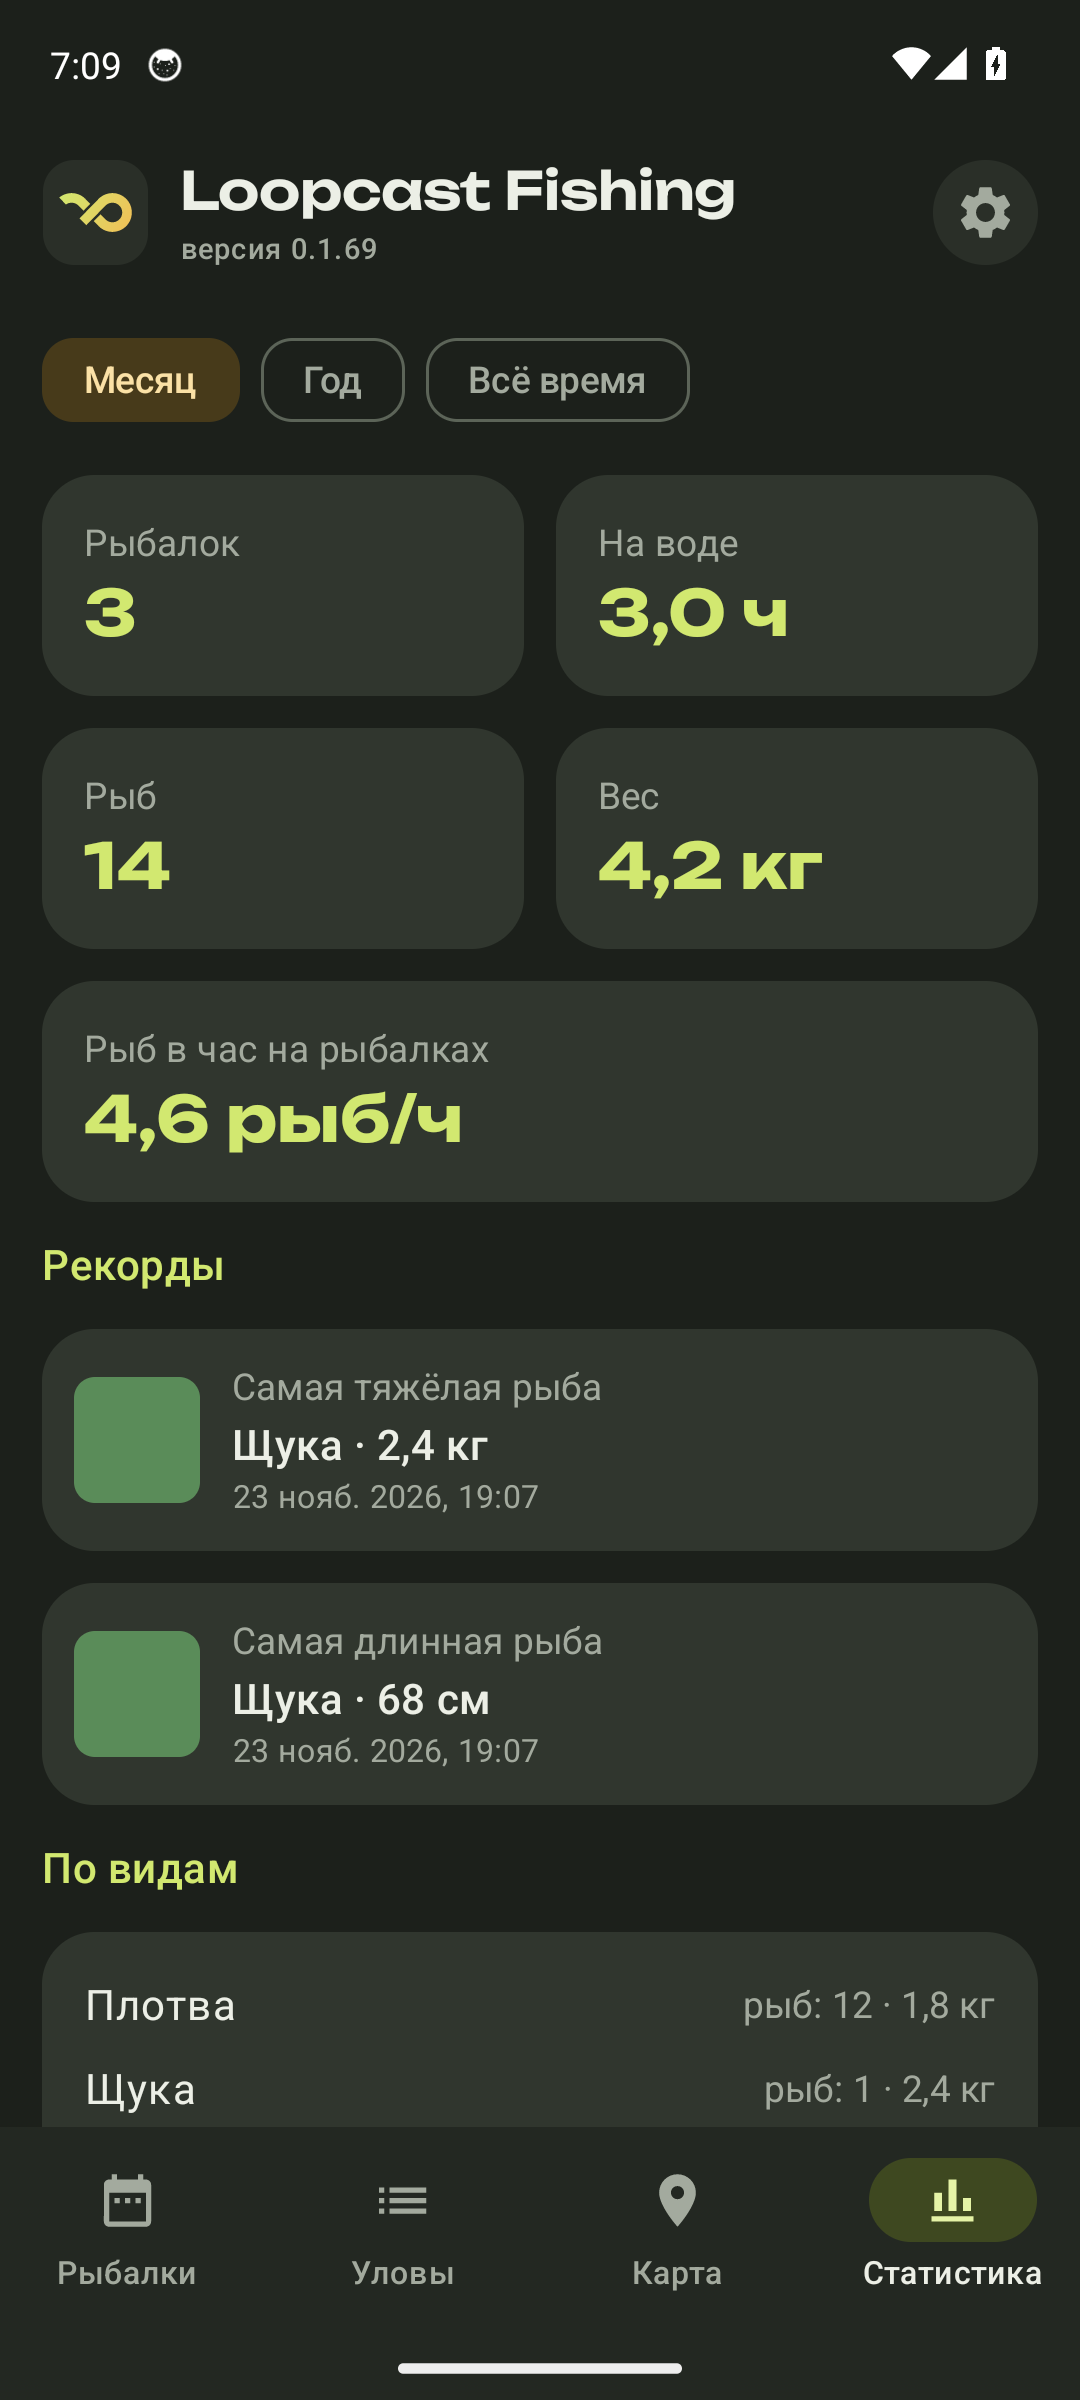 7:09
Loopcast Fishing
версия 0.1.69
Месяц
Год
Всё время
Рыбалок
3
На воде
3,0 ч
Рыб
14
Вес
4,2 кг
Рыб в час на рыбалках
4,6 рыб/ч
Рекорды
Самая тяжёлая рыба
Щука · 2,4 кг
23 нояб. 2026, 19:07
Самая длинная рыба
Щука · 68 см
23 нояб. 2026, 19:07
По видам
Плотва
рыб: 12 · 1,8 кг
Щука
рыб: 1 · 2,4 кг
Рыбалки
Уловы
Карта
Статистика